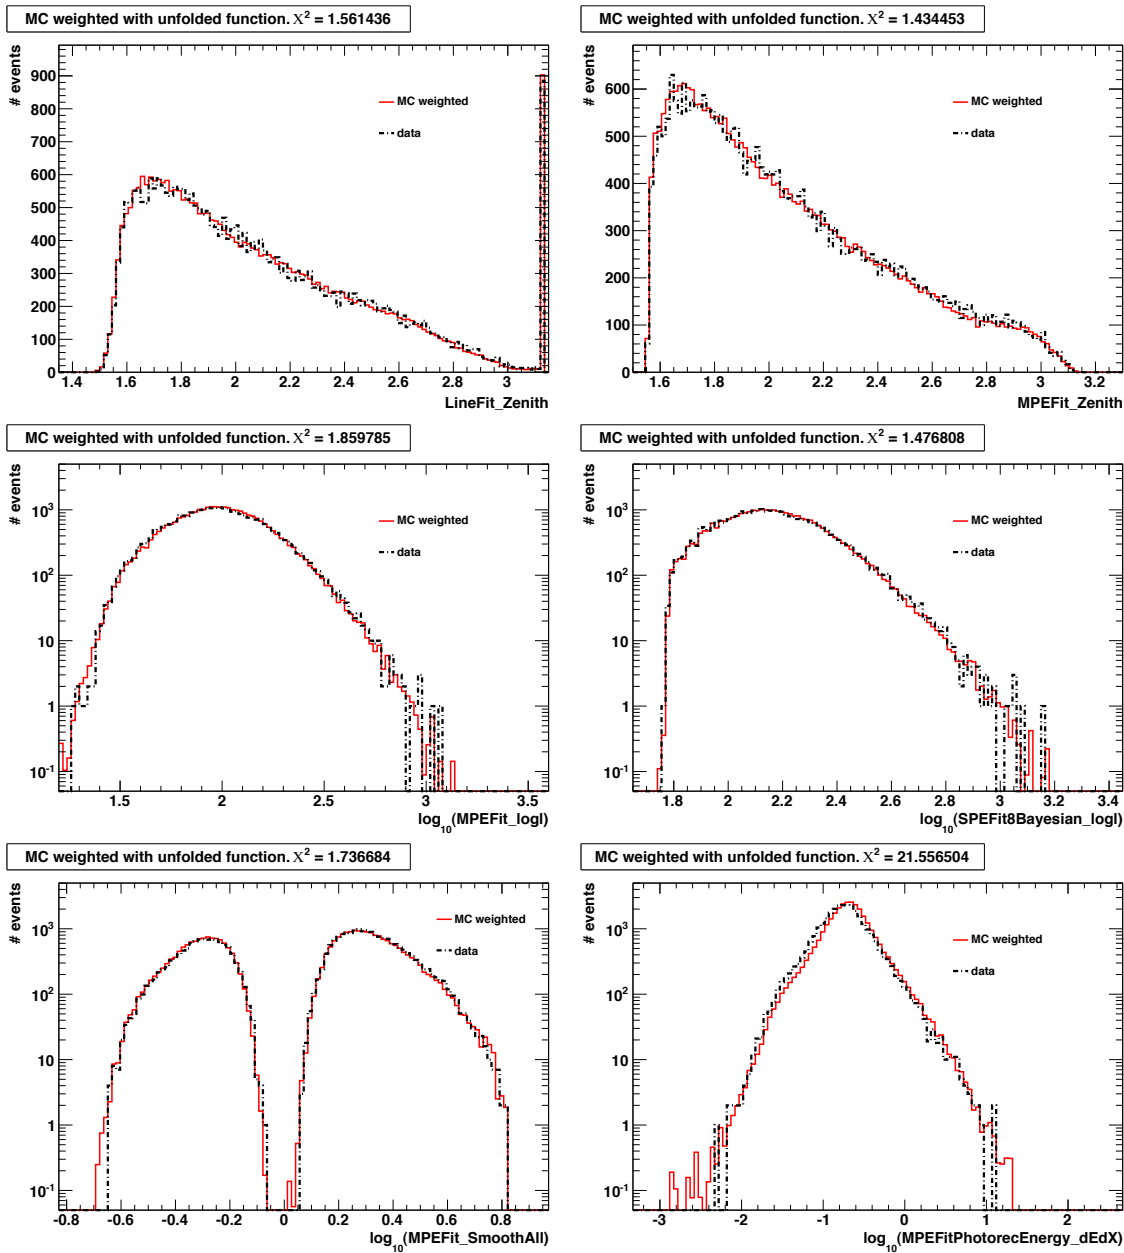 MC weighted with unfolded function. X² = 1.561436
# events
900
800
700
600
500
400
300
200
100
0
MC weighted
data
1.4 1.6 1.8 2 2.2 2.4 2.6 2.8 3
LineFit_Zenith
MC weighted with unfolded function. X² = 1.434453
# events
600
500
400
300
200
100
0
MC weighted
data
1.6 1.8 2 2.2 2.4 2.6 2.8 3 3.2
MPEFit_Zenith
MC weighted with unfolded function. X² = 1.859785
# events
10³
10²
10
1
10⁻¹
MC weighted
data
1.5 2 2.5 3 3.5
log₁₀(MPEFit_logl)
MC weighted with unfolded function. X² = 1.476808
# events
10³
10²
10
1
10⁻¹
MC weighted
data
1.8 2 2.2 2.4 2.6 2.8 3 3.2 3.4
log₁₀(SPEFit8Bayesian_logl)
MC weighted with unfolded function. X² = 1.736684
# events
10³
10²
10
1
10⁻¹
MC weighted
data
-0.8 -0.6 -0.4 -0.2 0 0.2 0.4 0.6 0.8
log₁₀(MPEFit_SmoothAll)
MC weighted with unfolded function. X² = 21.556504
# events
10³
10²
10
1
10⁻¹
MC weighted
data
-3 -2 -1 0 1 2
log₁₀(MPEFitPhotorecEnergy_dEdX)